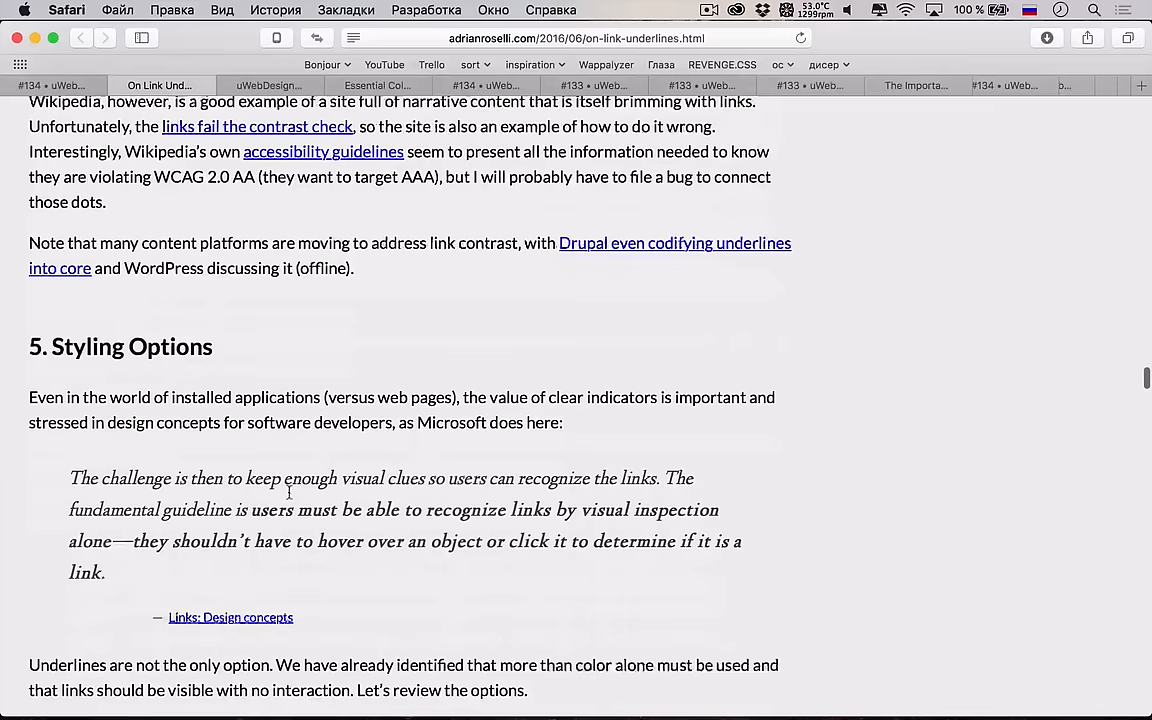 Safari Файл Правка Вид История Закладки Разработка Окно Справка 53.0°C 1299rpm 100 %
adrianroselli.com/2016/06/on-link-underlines.html
Bonjour YouTube Trello sort inspiration Wappalyzer Глаза REVENGE.CSS ос дисер
#134 • uWeb... On Link Und... uWebDesign... Essential Col... #134 • uWeb... #133 • uWeb... #133 • uWeb... #133 • uWeb... The Importa... #134 • uWeb... b...
Wikipedia, however, is a good example of a site full of narrative content that is itself brimming with links.
Unfortunately, the links fail the contrast check, so the site is also an example of how to do it wrong.
Interestingly, Wikipedia's own accessibility guidelines seem to present all the information needed to know
they are violating WCAG 2.0 AA (they want to target AAA), but I will probably have to file a bug to connect
those dots.
Note that many content platforms are moving to address link contrast, with Drupal even codifying underlines
into core and WordPress discussing it (offline).
5. Styling Options
Even in the world of installed applications (versus web pages), the value of clear indicators is important and
stressed in design concepts for software developers, as Microsoft does here:
The challenge is then to keep enough visual clues so users can recognize the links. The
fundamental guideline is users must be able to recognize links by visual inspection
alone—they shouldn't have to hover over an object or click it to determine if it is a
link.
— Links: Design concepts
Underlines are not the only option. We have already identified that more than color alone must be used and
that links should be visible with no interaction. Let's review the options.